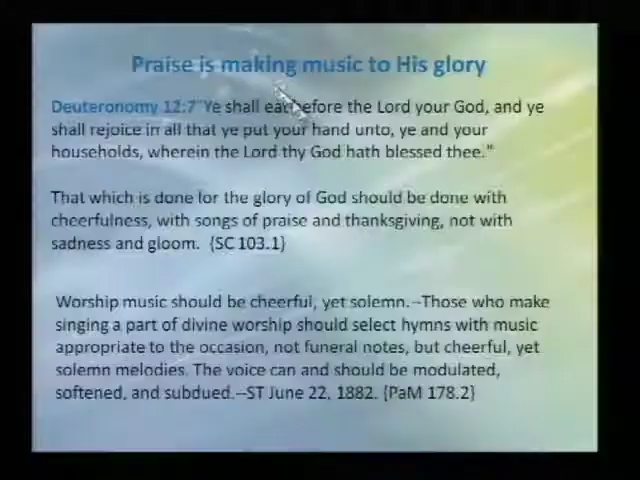 Praise is making music to His glory
Deuteronomy 12:7"Ye shall eat before the Lord your God, and ye
shall rejoice in all that ye put your hand unto, ye and your
households, wherein the Lord thy God hath blessed thee."
That which is done for the glory of God should be done with
cheerfulness, with songs of praise and thanksgiving, not with
sadness and gloom. {SC 103.1}
Worship music should be cheerful, yet solemn.--Those who make
singing a part of divine worship should select hymns with music
appropriate to the occasion, not funeral notes, but cheerful, yet
solemn melodies. The voice can and should be modulated,
softened, and subdued.--ST June 22, 1882. {PaM 178.2}